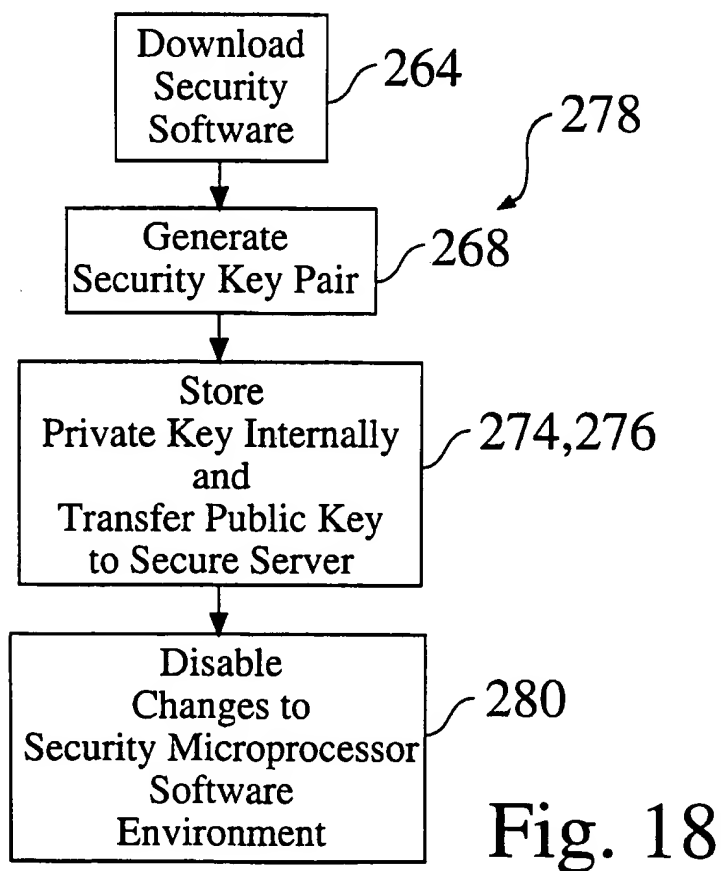 Download
Security
Software
264
278
Generate
Security Key Pair
268
Store
Private Key Internally
and
Transfer Public Key
to Secure Server
274,276
Disable
Changes to
Security Microprocessor
Software
Environment
280
Fig. 18